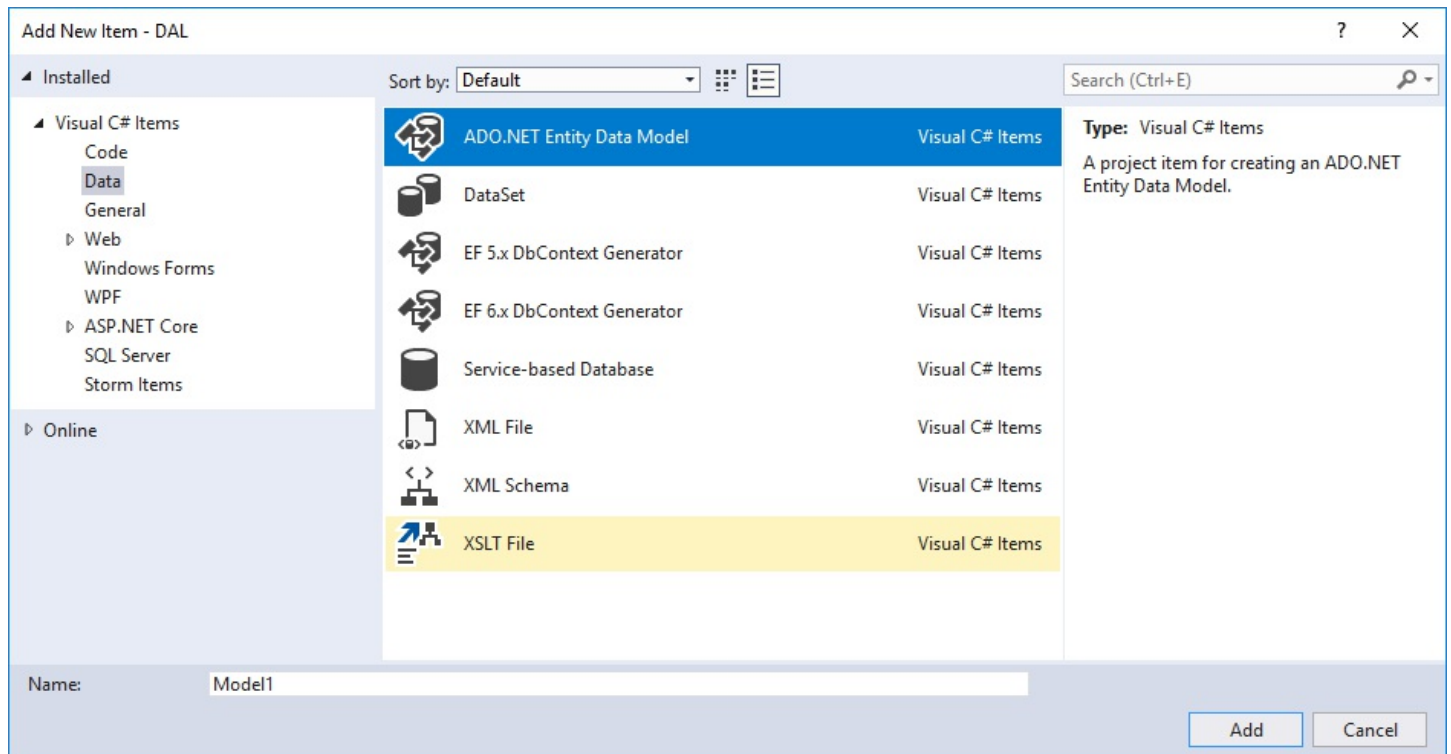 Add New Item - DAL
?
Installed
Sort by: Default
Search (Ctrl+E)
Visual C# Items
Code
Data
General
Web
Windows Forms
WPF
ASP.NET Core
SQL Server
Storm Items
Online
ADO.NET Entity Data Model Visual C# Items
DataSet Visual C# Items
EF 5.x DbContext Generator Visual C# Items
EF 6.x DbContext Generator Visual C# Items
Service-based Database Visual C# Items
XML File Visual C# Items
XML Schema Visual C# Items
XSLT File Visual C# Items
Type: Visual C# Items
A project item for creating an ADO.NET
Entity Data Model.
Name: Model1
Add Cancel